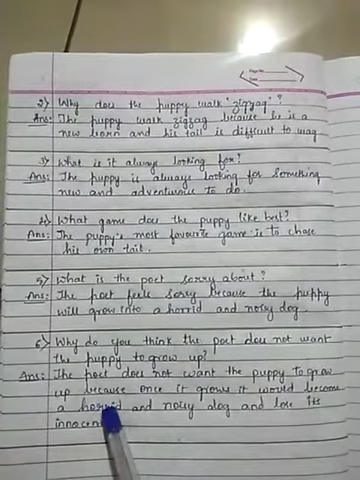 2) Why does the puppy walk 'zigzag'?
Ans: The puppy walk zigzag because he is a
new born and his tail is difficult to wag
3) What is it always looking for?
Ans: The puppy is always looking for something
new and adventurous to do.
4) What game does the puppy like best?
Ans: The puppy's most favourite game is to chase
his own tail.
5) What is the poet sorry about?
Ans: The poet feels sorry because the puppy
will grow into a horrid and noisy dog.
6) Why do you think the poet does not want
the puppy to grow up?
Ans: The poet does not want the puppy to grow
up because once it grows it would become
a horrid and noisy dog and lose its